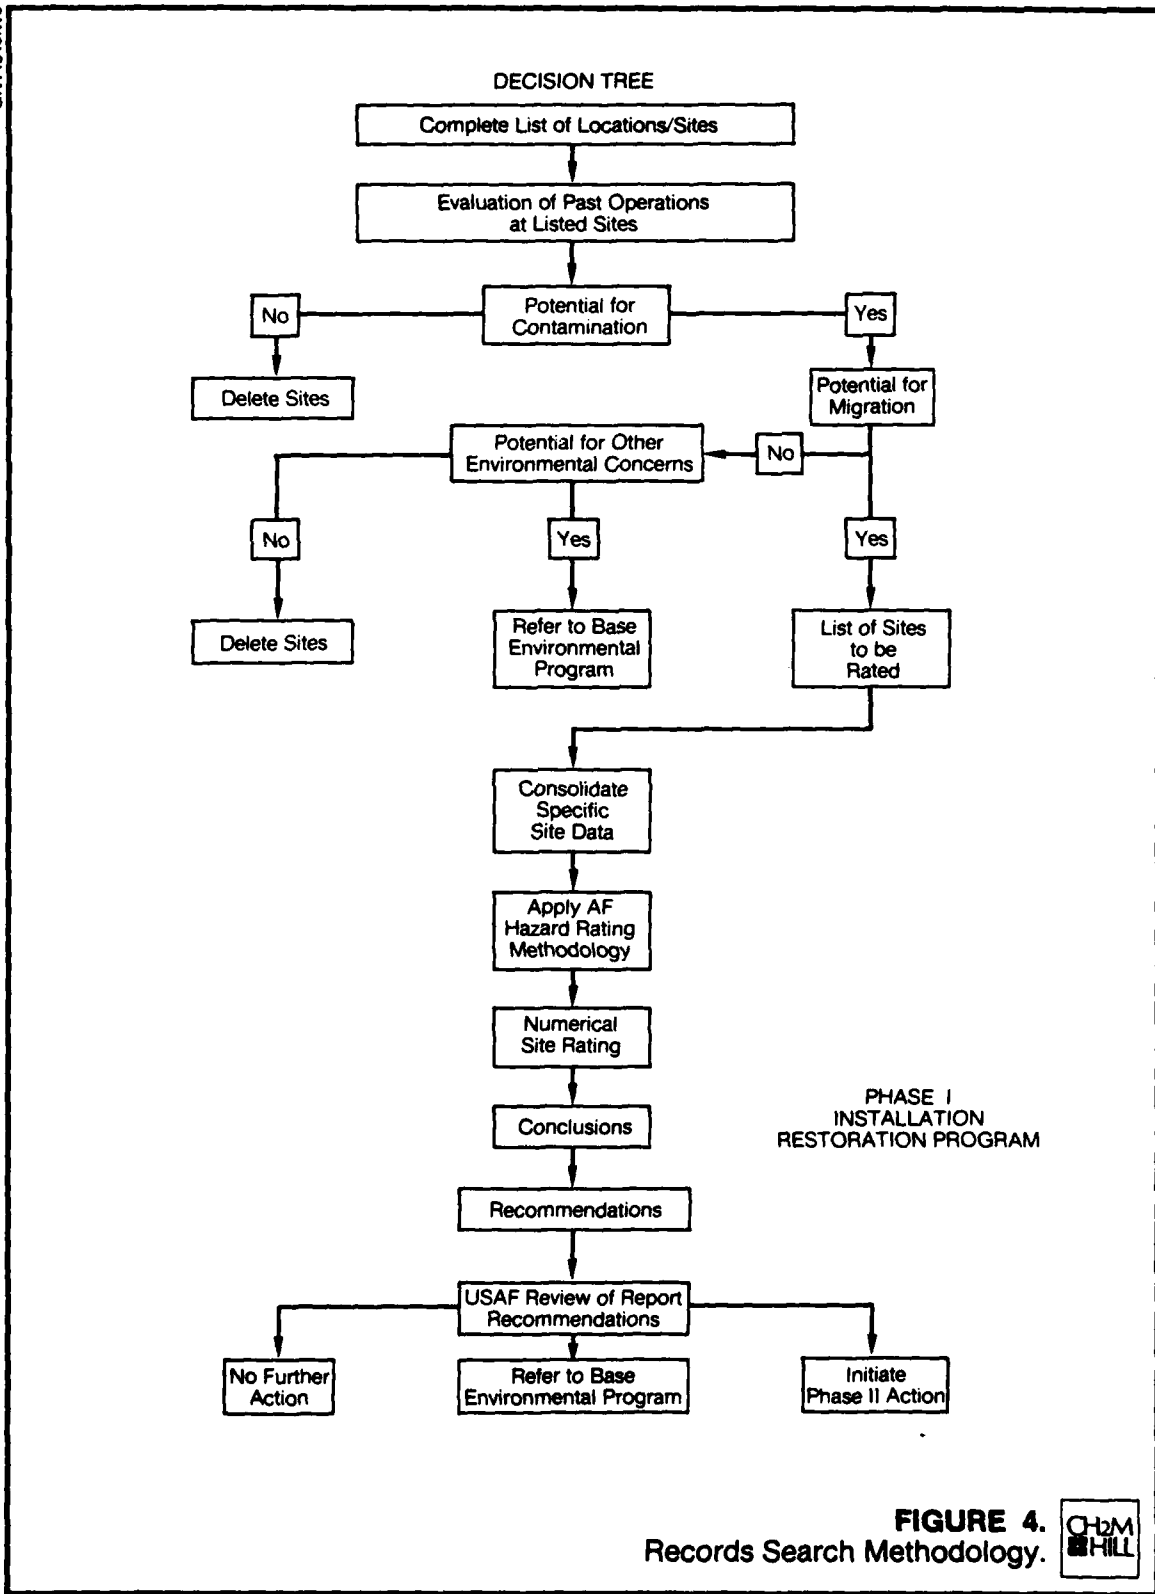 DECISION TREE
Complete List of Locations/Sites
Evaluation of Past Operations
at Listed Sites
No
Potential for
Contamination
Yes
Delete Sites
Potential for
Migration
Potential for Other
Environmental Concerns
No
No
Yes
Yes
Delete Sites
Refer to Base
Environmental
Program
List of Sites
to be
Rated
Consolidate
Specific
Site Data
Apply AF
Hazard Rating
Methodology
Numerical
Site Rating
Conclusions
PHASE I
INSTALLATION
RESTORATION PROGRAM
Recommendations
USAF Review of Report
Recommendations
No Further
Action
Refer to Base
Environmental Program
Initiate
Phase II Action
FIGURE 4.
Records Search Methodology.
CH2M
HILL